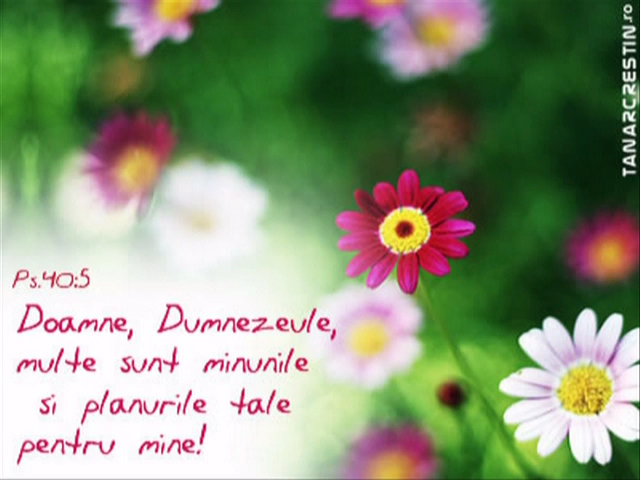 TANARCRESTIN.ro
Ps.40:5
Doamne, Dumnezeule,
multe sunt minunile
si planurile tale
pentru mine!